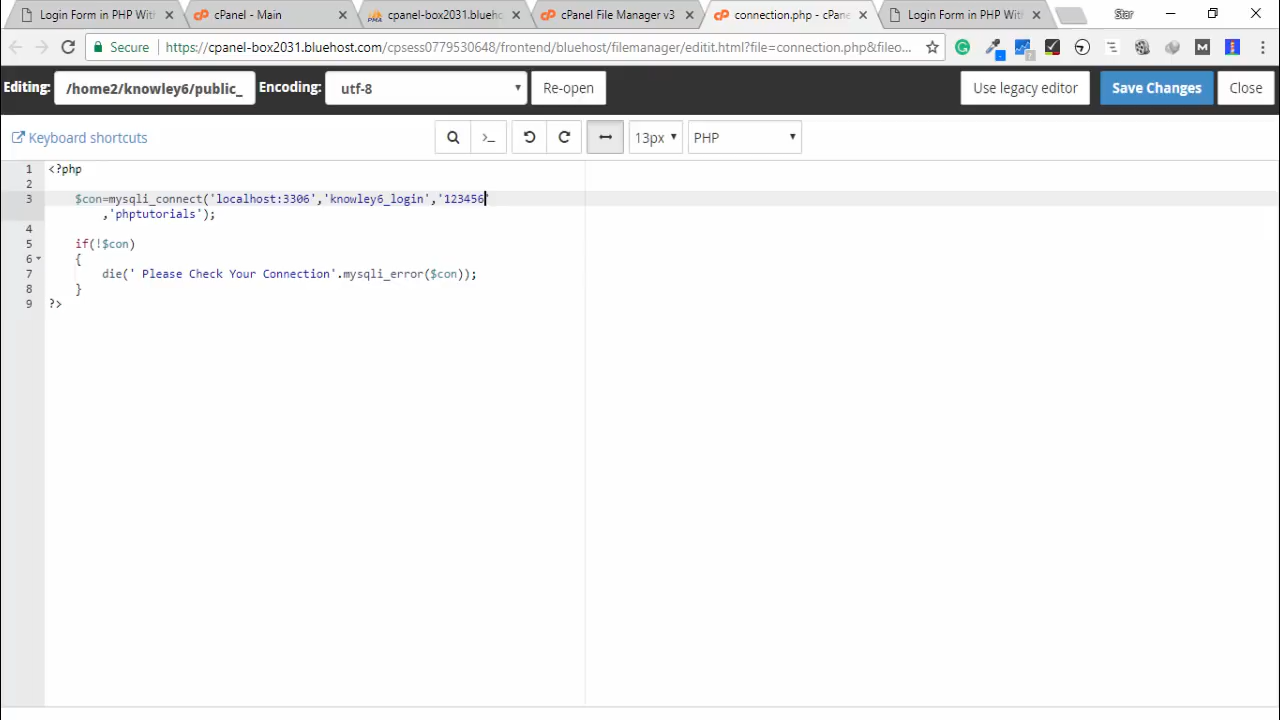 Login Form in PHP With
cPanel - Main
cpanel-box2031.blueho
cPanel File Manager v3
connection.php - cPane
Login Form in PHP With
Star
Secure
https://cpanel-box2031.bluehost.com/cpsess0779530648/frontend/bluehost/filemanager/editit.html?file=connection.php&fileo...
Editing:
/home2/knowley6/public_
Encoding:
utf-8
Re-open
Use legacy editor
Save Changes
Close
Keyboard shortcuts
13px
PHP
1 <?php
2
3 $con=mysqli_connect('localhost:3306','knowley6_login','123456'
,'phptutorials');
4
5 if(!$con)
6 {
7 die(' Please Check Your Connection'.mysqli_error($con));
8 }
9 ?>